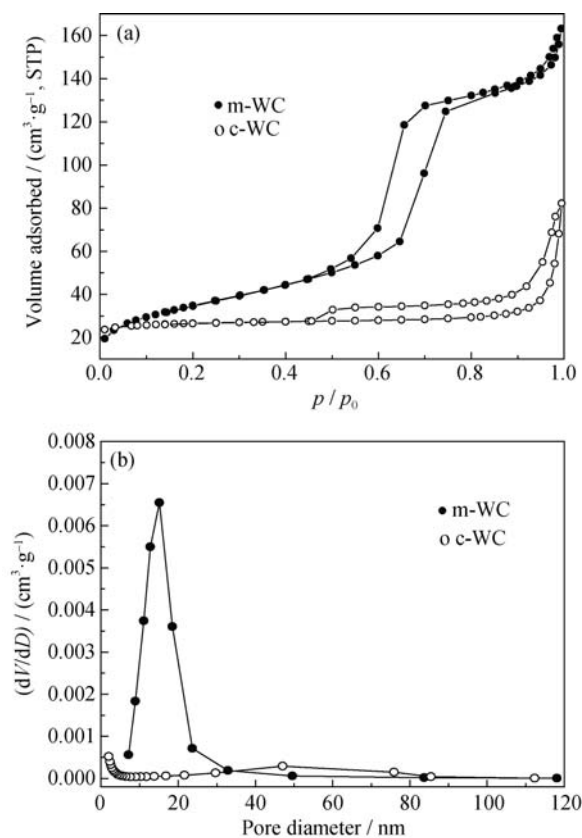 (a)
m-WC
c-WC
Volume adsorbed / (cm³·g⁻¹, STP)
160
140
120
100
80
60
40
20
0.0 0.2 0.4 0.6 0.8 1.0
p / p₀
(b)
m-WC
c-WC
(dV/dD) / (cm³·g⁻¹)
0.008
0.007
0.006
0.005
0.004
0.003
0.002
0.001
0.000
0 20 40 60 80 100 120
Pore diameter / nm